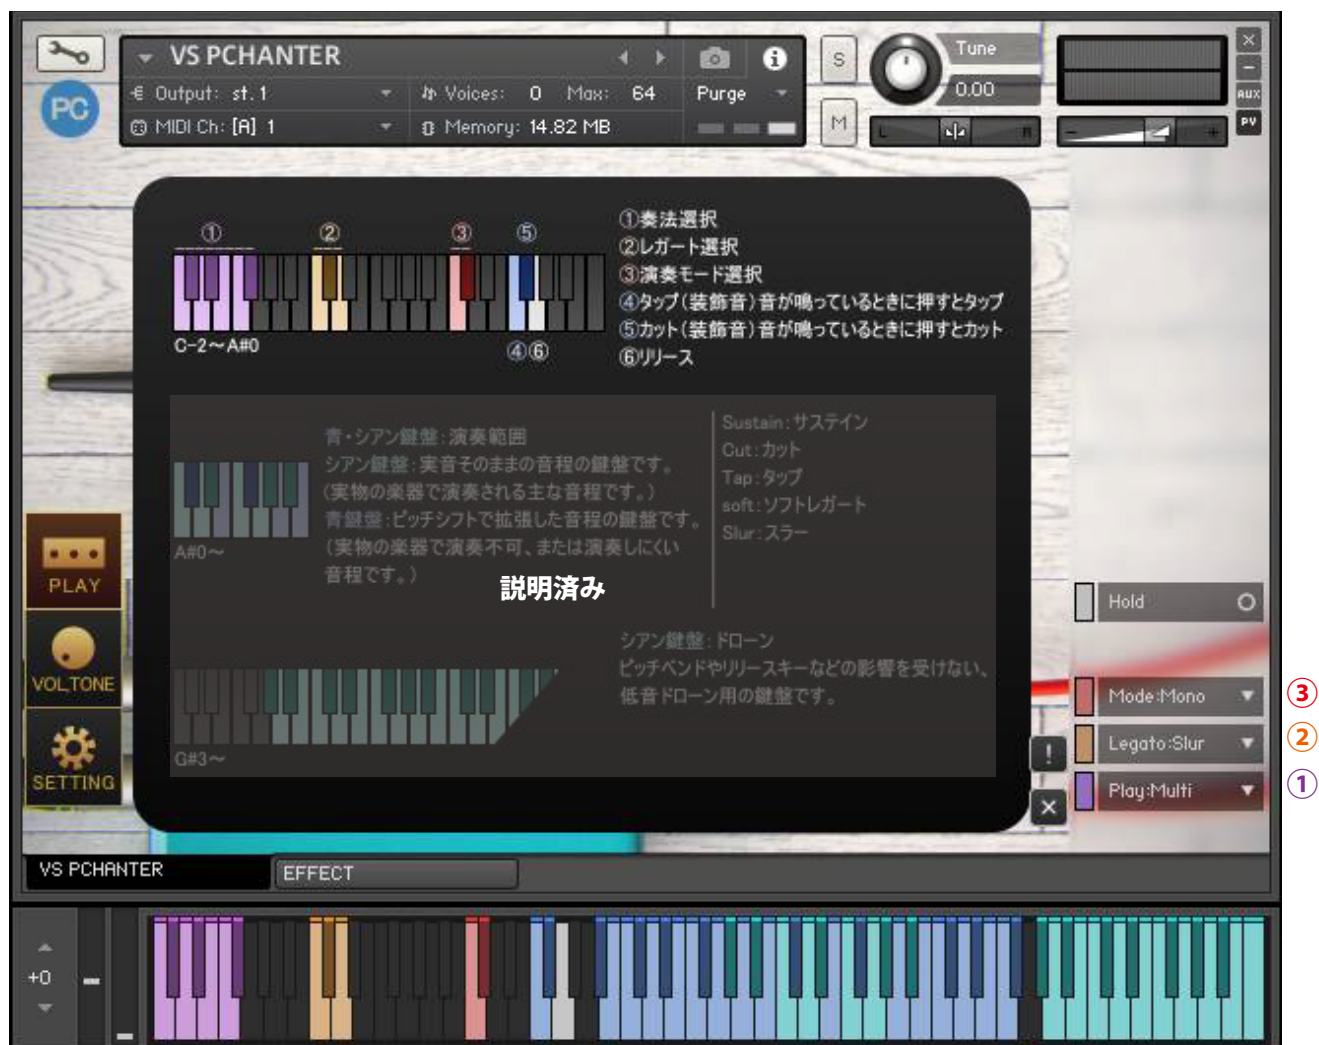 VS PCHANTER
S
Tune
0.00
×
−
AUX
PV
PC
Output: st.1
Voices: 0 Max: 64
Purge
MIDI Ch: [A] 1
Memory: 14.82 MB
M
L
R
−
+
① ② ③ ⑤
C-2～A#0
④⑥
①奏法選択
②レガート選択
③演奏モード選択
④タップ(装飾音)音が鳴っているときに押すとタップ
⑤カット(装飾音)音が鳴っているときに押すとカット
⑥リリース
青・シアン鍵盤:演奏範囲
シアン鍵盤:実音そのままの音程の鍵盤です。
(実物の楽器で演奏される主な音程です。)
青鍵盤:ピッチシフトで拡張した音程の鍵盤です。
(実物の楽器で演奏不可、または演奏しにくい
音程です。)
A#0～
説明済み
Sustain:サステイン
Cut:カット
Tap:タップ
soft:ソフトレガート
Slur:スラー
シアン鍵盤:ドローン
ピッチベンドやリリースキーなどの影響を受けない、
低音ドローン用の鍵盤です。
G#3～
PLAY
VOL.TONE
SETTING
Hold
Mode:Mono ③
Legato:Slur ②
Play:Multi ①
!
×
VS PCHANTER
EFFECT
+0